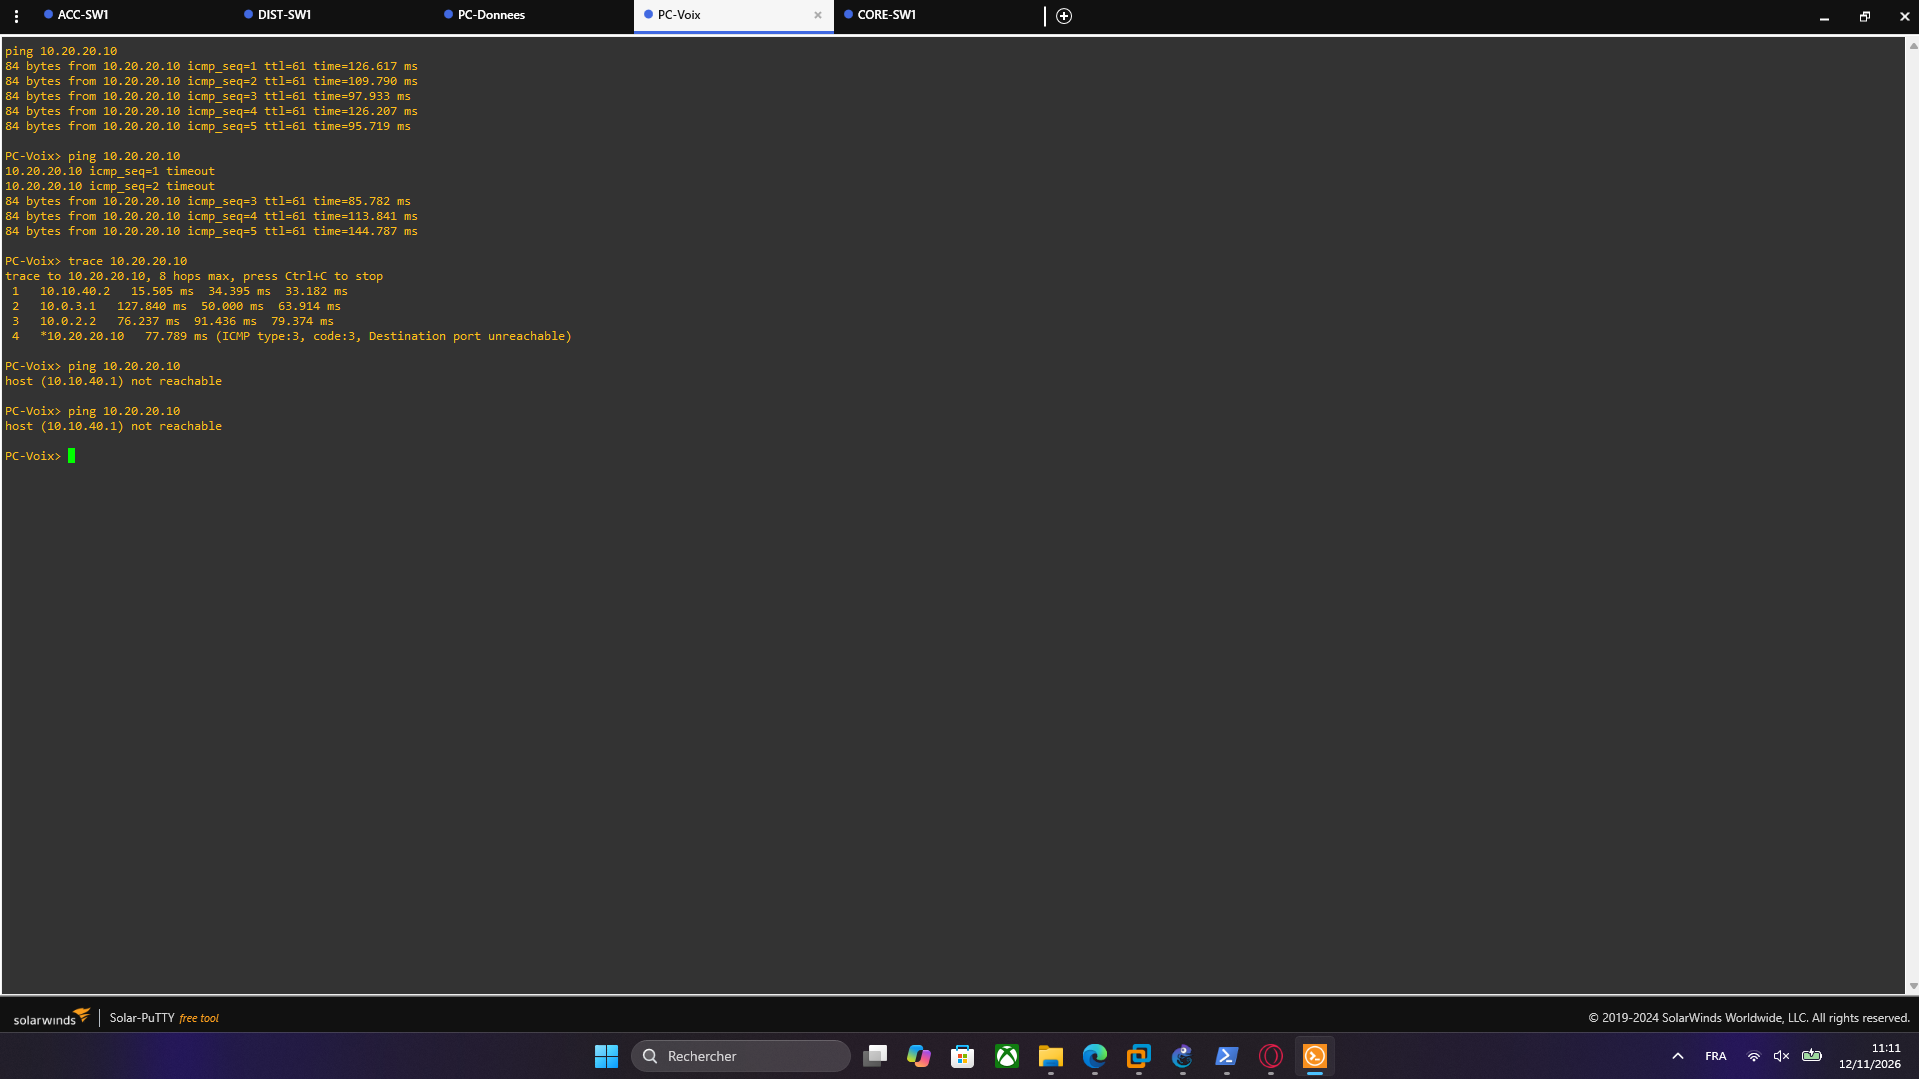 ACC-SW1
DIST-SW1
PC-Donnees
PC-Voix
CORE-SW1
ping 10.20.20.10
84 bytes from 10.20.20.10 icmp_seq=1 ttl=61 time=126.617 ms
84 bytes from 10.20.20.10 icmp_seq=2 ttl=61 time=109.790 ms
84 bytes from 10.20.20.10 icmp_seq=3 ttl=61 time=97.933 ms
84 bytes from 10.20.20.10 icmp_seq=4 ttl=61 time=126.207 ms
84 bytes from 10.20.20.10 icmp_seq=5 ttl=61 time=95.719 ms
PC-Voix> ping 10.20.20.10
10.20.20.10 icmp_seq=1 timeout
10.20.20.10 icmp_seq=2 timeout
84 bytes from 10.20.20.10 icmp_seq=3 ttl=61 time=85.782 ms
84 bytes from 10.20.20.10 icmp_seq=4 ttl=61 time=113.841 ms
84 bytes from 10.20.20.10 icmp_seq=5 ttl=61 time=144.787 ms
PC-Voix> trace 10.20.20.10
trace to 10.20.20.10, 8 hops max, press Ctrl+C to stop
1   10.10.40.2   15.505 ms  34.395 ms  33.182 ms
2   10.0.3.1   127.840 ms  50.000 ms  63.914 ms
3   10.0.2.2   76.237 ms  91.436 ms  79.374 ms
4   *10.20.20.10   77.789 ms (ICMP type:3, code:3, Destination port unreachable)
PC-Voix> ping 10.20.20.10
host (10.10.40.1) not reachable
PC-Voix> ping 10.20.20.10
host (10.10.40.1) not reachable
PC-Voix>
solarwinds
Solar-PuTTY free tool
© 2019-2024 SolarWinds Worldwide, LLC. All rights reserved.
Rechercher
FRA
11:11
12/11/2026